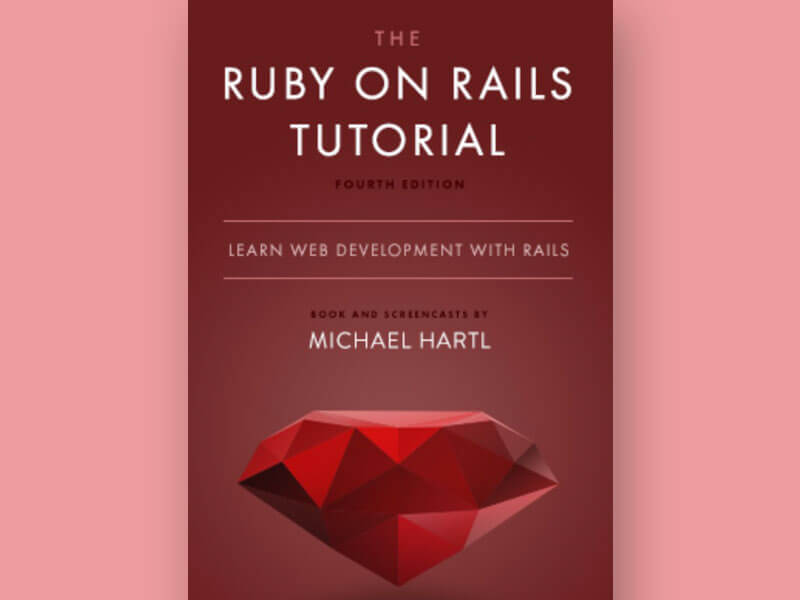 THE
RUBY ON RAILS
TUTORIAL
FOURTH EDITION
LEARN WEB DEVELOPMENT WITH RAILS
BOOK AND SCREENCASTS BY
MICHAEL HARTL